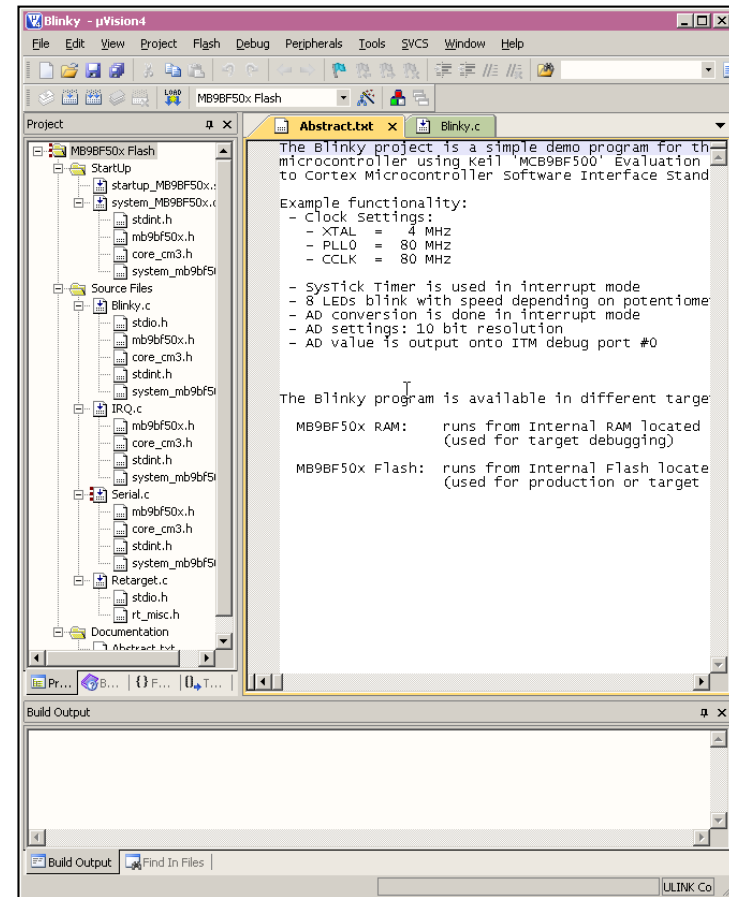 Blinky - µVision4
File Edit View Project Flash Debug Peripherals Tools SVCS Window Help
LOAD MB9BF50x Flash
Project
Abstract.txt Blinky.c
MB9BF50x Flash
StartUp
startup_MB9BF50x.
system_MB9BF50x.
stdint.h
mb9bf50x.h
core_cm3.h
system_mb9bf5
Source Files
Blinky.c
stdio.h
mb9bf50x.h
core_cm3.h
stdint.h
system_mb9bf5
IRQ.c
mb9bf50x.h
core_cm3.h
stdint.h
system_mb9bf5
Serial.c
mb9bf50x.h
core_cm3.h
stdint.h
system_mb9bf5
Retarget.c
stdio.h
rt_misc.h
Documentation
Abstract.txt
Pr... B... {} F... 0 T...
The Blinky project is a simple demo program for th
microcontroller using Keil 'MCB9BF500' Evaluation
to Cortex Microcontroller Software Interface Stand
Example functionality:
- Clock Settings:
- XTAL = 4 MHz
- PLL0 = 80 MHz
- CCLK = 80 MHz
- SysTick Timer is used in interrupt mode
- 8 LEDs blink with speed depending on potentiome
- AD conversion is done in interrupt mode
- AD settings: 10 bit resolution
- AD value is output onto ITM debug port #0
The Blinky program is available in different targe
MB9BF50x RAM: runs from Internal RAM located
(used for target debugging)
MB9BF50x Flash: runs from Internal Flash locate
(used for production or target
Build Output
Build Output Find In Files
ULINK Co